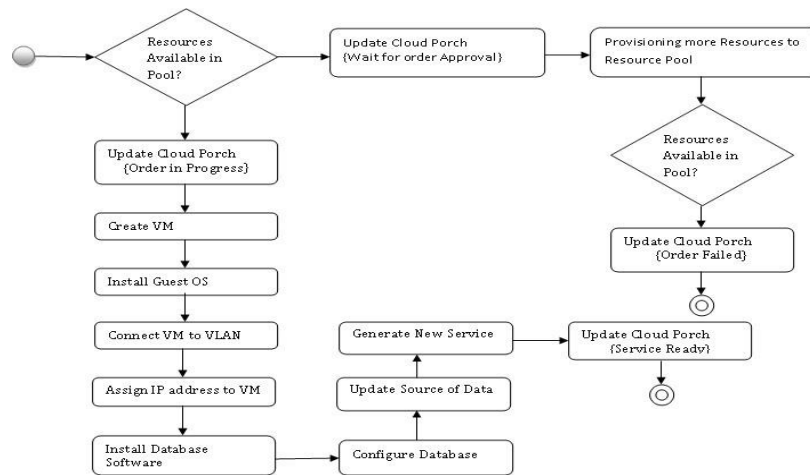 Resources
Available in
Pool?
Update Cloud Porch
{Wait for order Approval}
Provisioning more Resources to
Resource Pool
Resources
Available in
Pool?
Update Cloud Porch
{Order Failed}
Update Cloud Porch
{Order in Progress}
Create VM
Install Guest OS
Connect VM to VLAN
Assign IP address to VM
Install Database
Software
Configure Database
Update Source of Data
Generate New Service
Update Cloud Porch
{Service Ready}